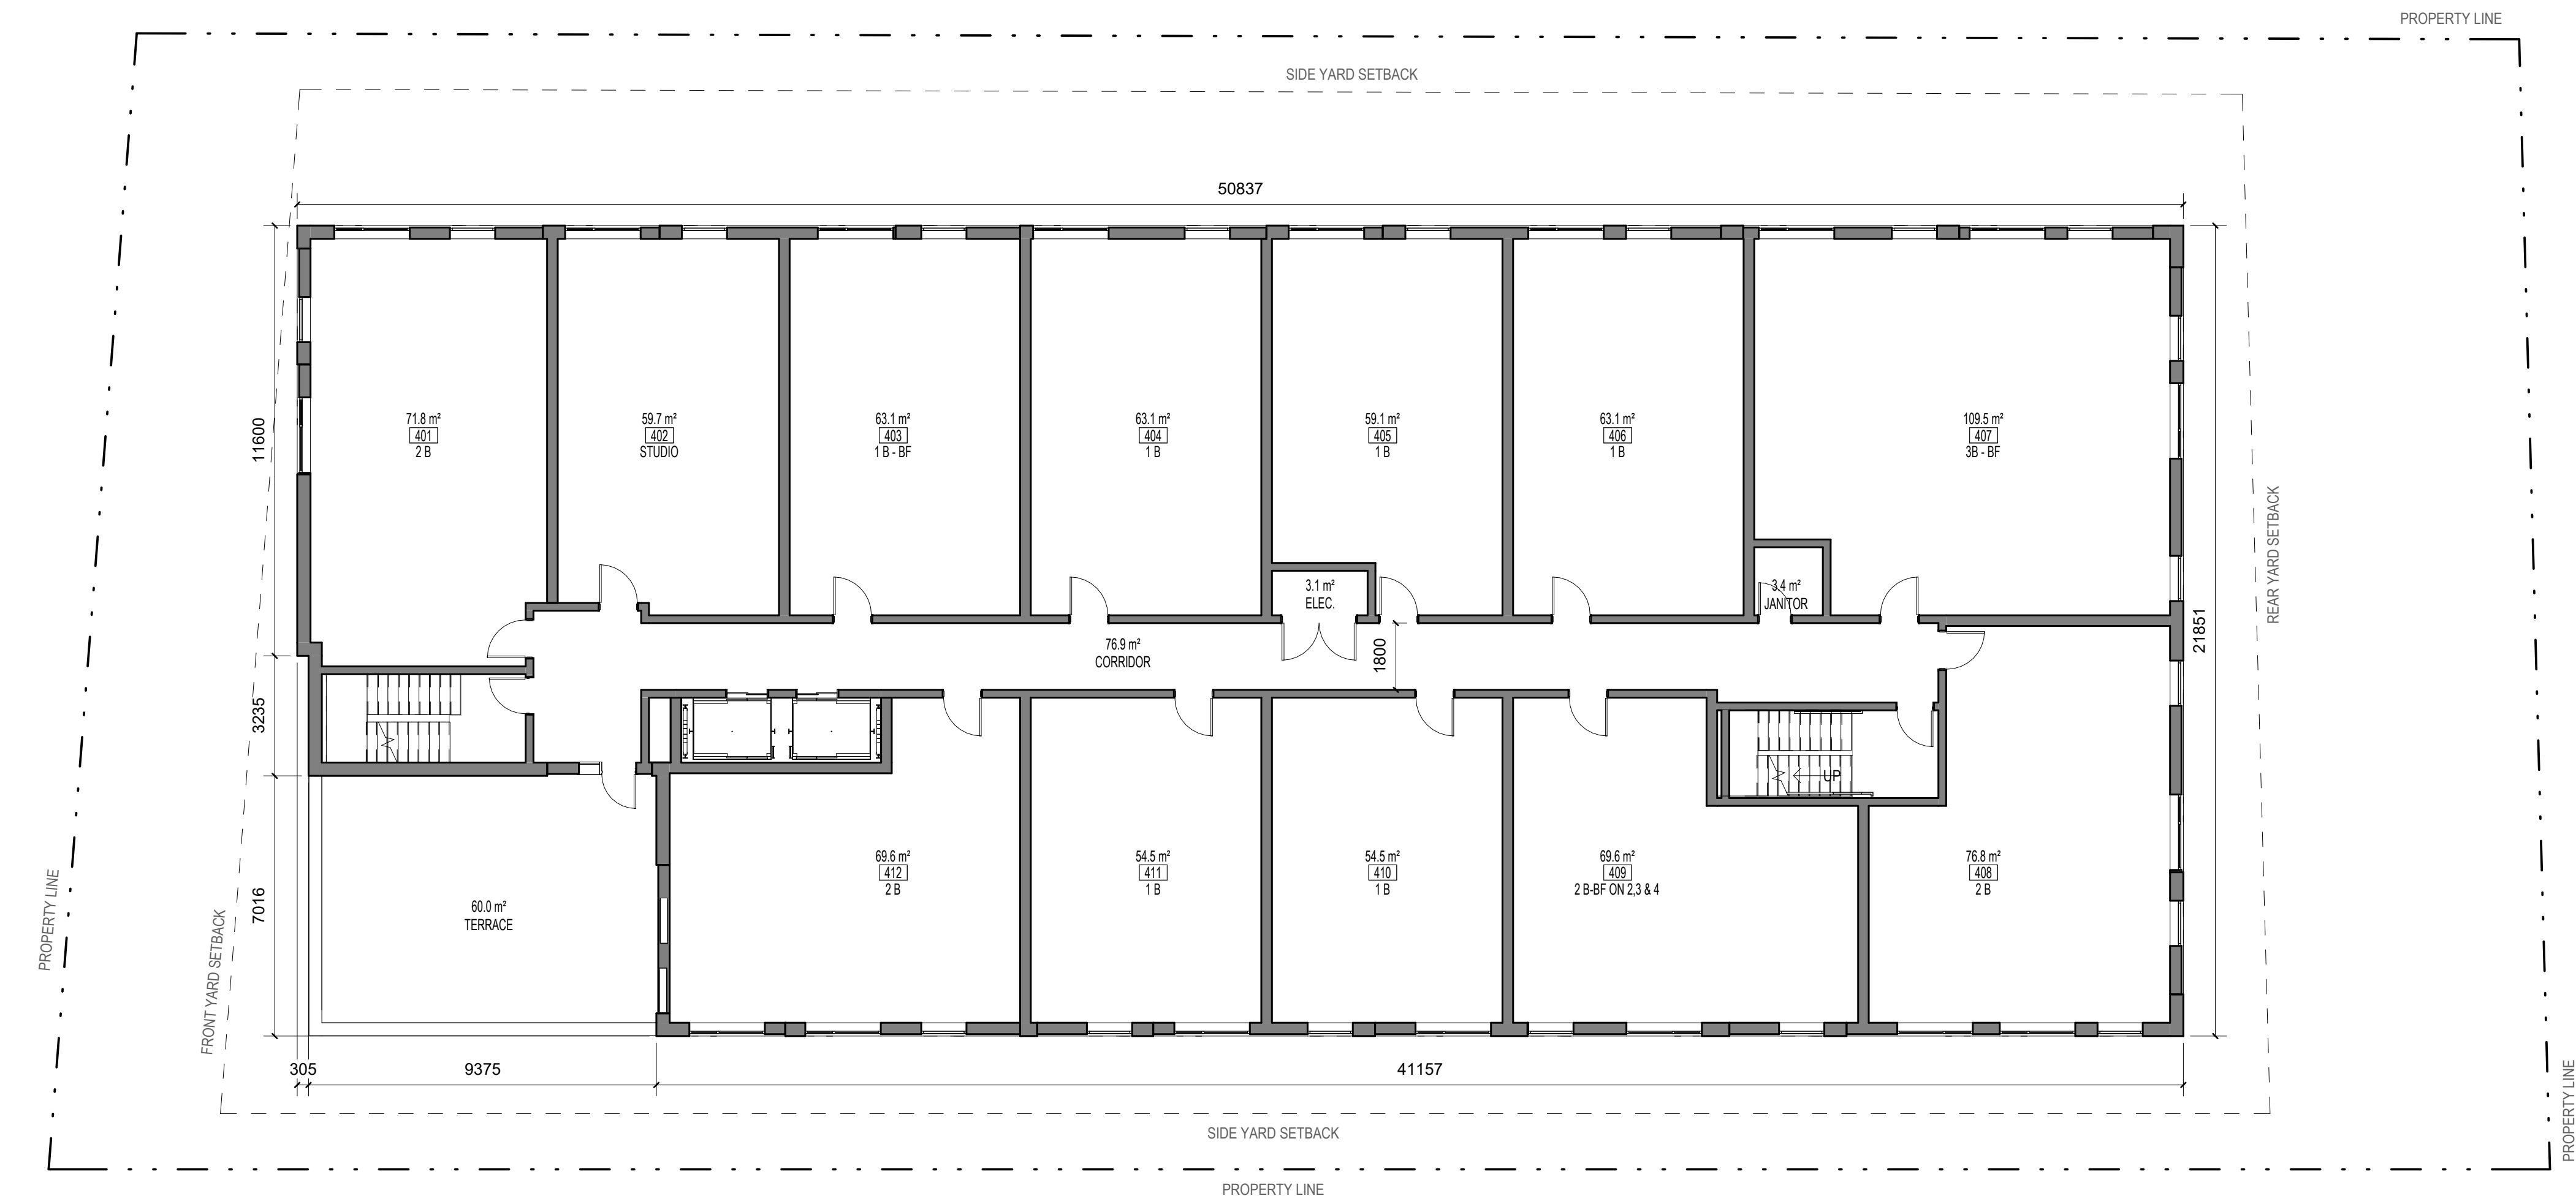 PROPERTY LINE
SIDE YARD SETBACK
50837
71.8 m²
401
2 B
59.7 m²
402
STUDIO
63.1 m²
403
1 B - BF
63.1 m²
404
1 B
59.1 m²
405
1 B
63.1 m²
406
1 B
109.5 m²
407
3B - BF
11600
3.1 m²
ELEC.
3.4 m²
JANITOR
REAR YARD SETBACK
21851
76.9 m²
CORRIDOR
1800
3235
UP
7016
60.0 m²
TERRACE
69.6 m²
412
2 B
54.5 m²
411
1 B
54.5 m²
410
1 B
69.6 m²
409
2 B-BF ON 2,3 & 4
76.8 m²
408
2 B
PROPERTY LINE
FRONT YARD SETBACK
305
9375
41157
PROPERTY LINE
SIDE YARD SETBACK
PROPERTY LINE